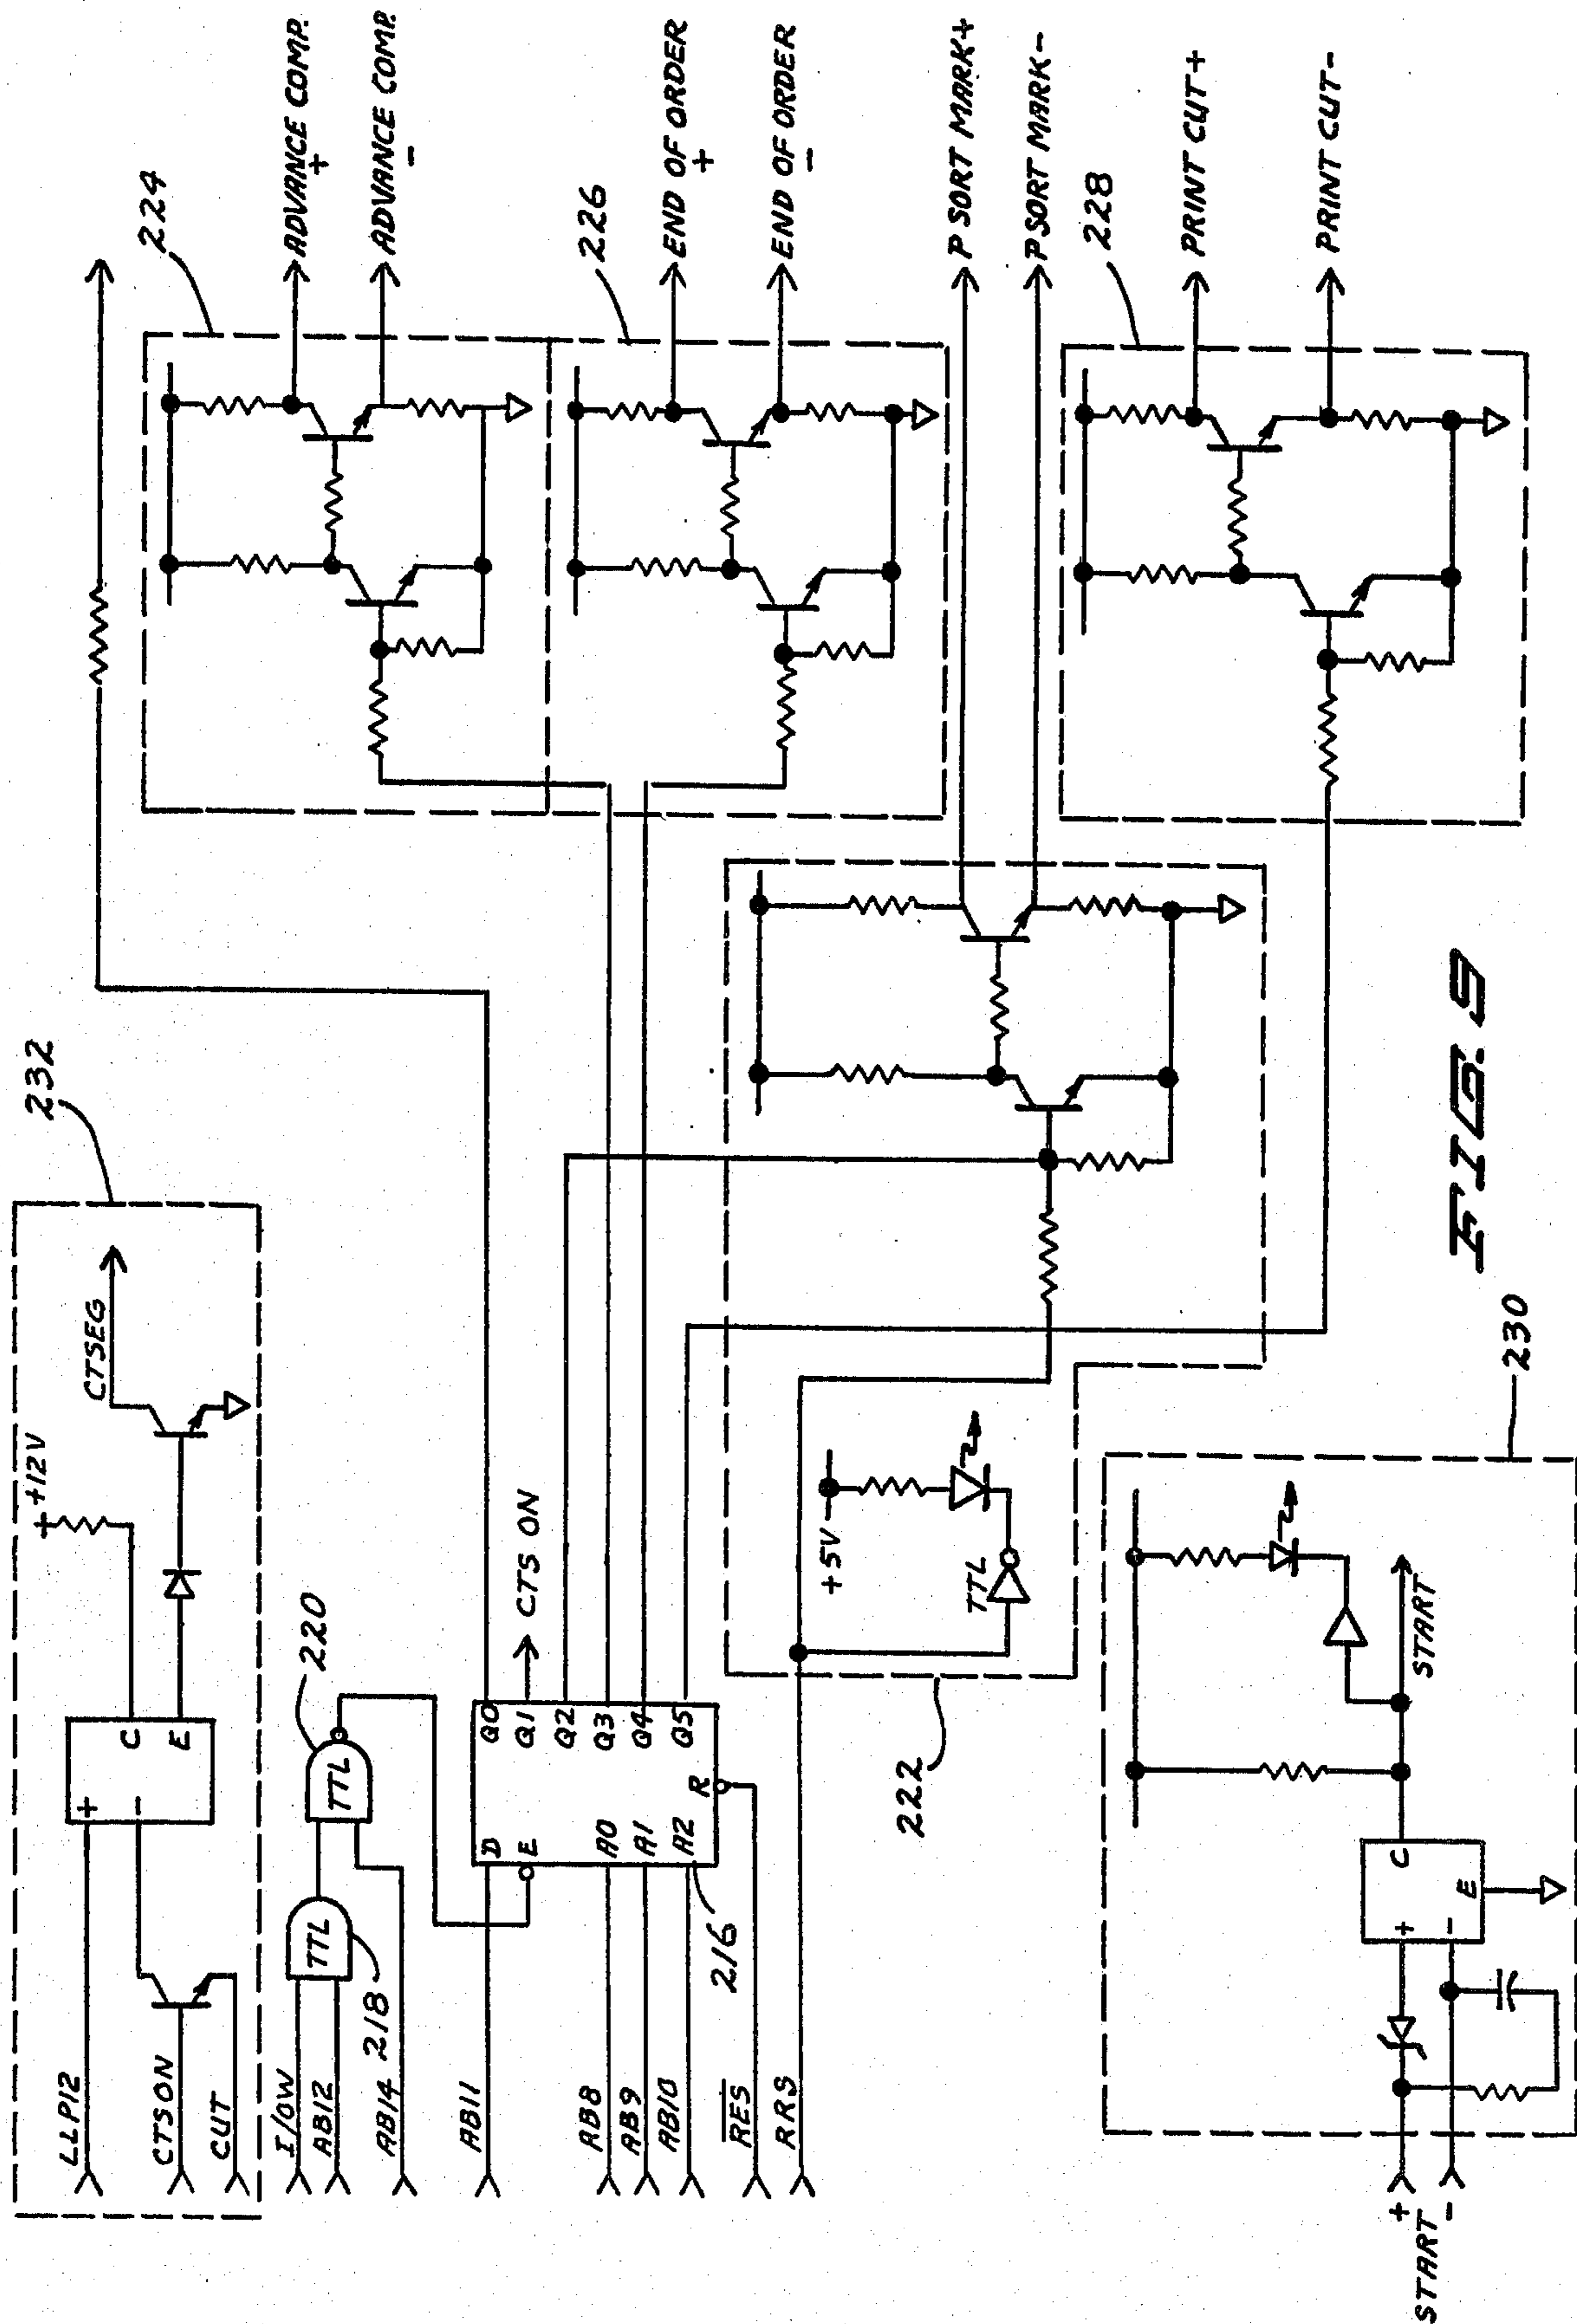 232
LLP12
CTSON
CUT
+
-
C
E
+12V
CTSEG
I/OW
AB12
AB14
218
TTL
TTL
220
AB11
AB8
AB9
AB10
RES
RRS
D
E
A0
A1
A2
R
Q0
Q1
Q2
Q3
Q4
Q5
216
CTS ON
224
ADVANCE COMP.
+
ADVANCE COMP.
-
226
END OF ORDER
+
END OF ORDER
-
P SORT MARK+
P SORT MARK-
228
PRINT CUT+
PRINT CUT-
222
+5V
TTL
230
+
START
-
+
-
C
E
START
FIG. 9